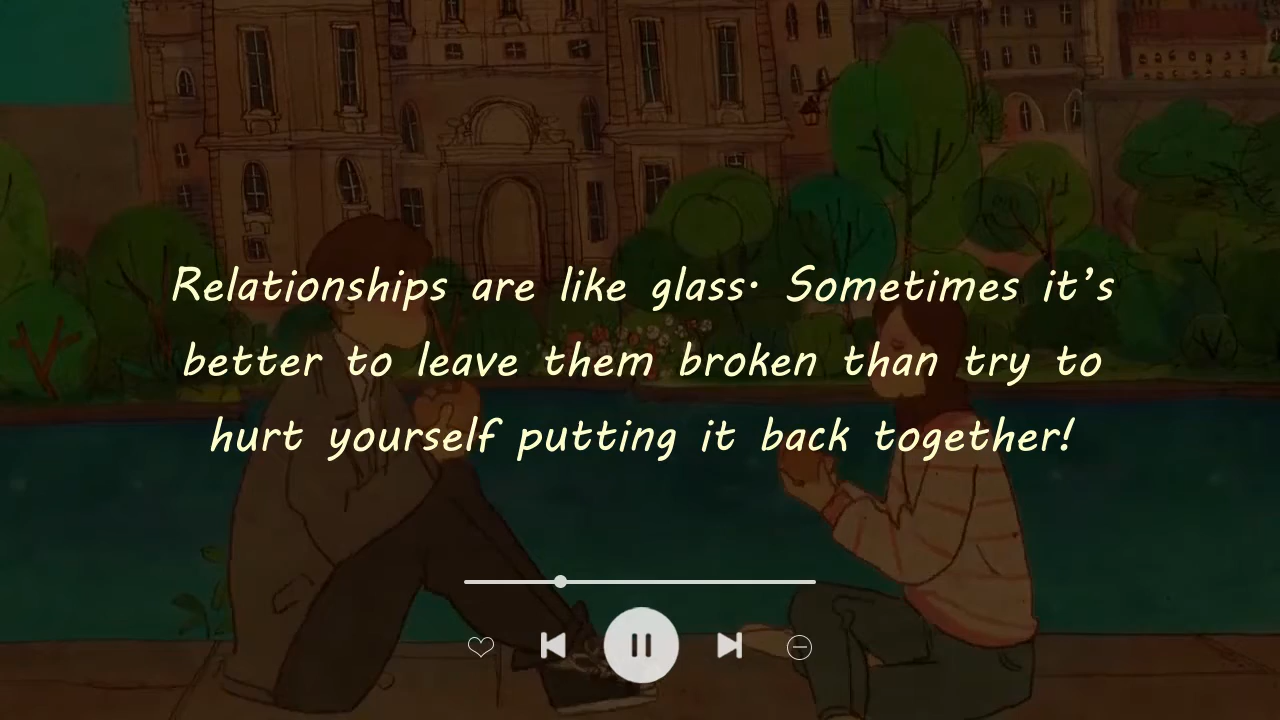 Relationships are like glass. Sometimes it’s
better to leave them broken than try to
hurt yourself putting it back together!